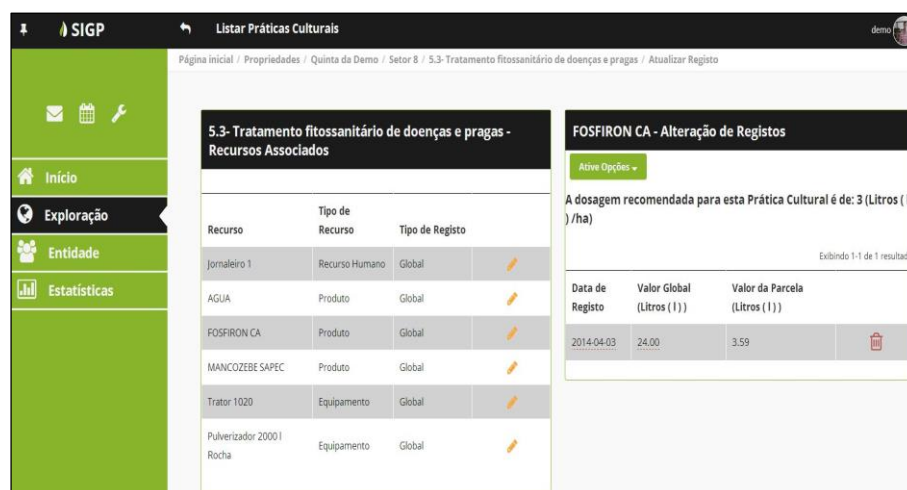 SIGP
Listar Práticas Culturais
demo
Página inicial / Propriedades / Quinta da Demo / Setor 8 / 5.3- Tratamento fitossanitário de doenças e pragas / Atualizar Registo
Início
Exploração
Entidade
Estatísticas
5.3- Tratamento fitossanitário de doenças e pragas -
Recursos Associados
Recurso Tipo de Recurso Tipo de Registo
Jornaleiro 1 Recurso Humano Global
AGUA Produto Global
FOSFIRON CA Produto Global
MANCOZEBE SAPEC Produto Global
Trator 1020 Equipamento Global
Pulverizador 2000 l
Rocha Equipamento Global
FOSFIRON CA - Alteração de Registos
Ative Opções
A dosagem recomendada para esta Prática Cultural é de: 3 (Litros ( l
) /ha)
Exibindo 1-1 de 1 resultad
Data de Registo Valor Global (Litros ( l ) ) Valor da Parcela (Litros ( l ) )
2014-04-03 24.00 3.59